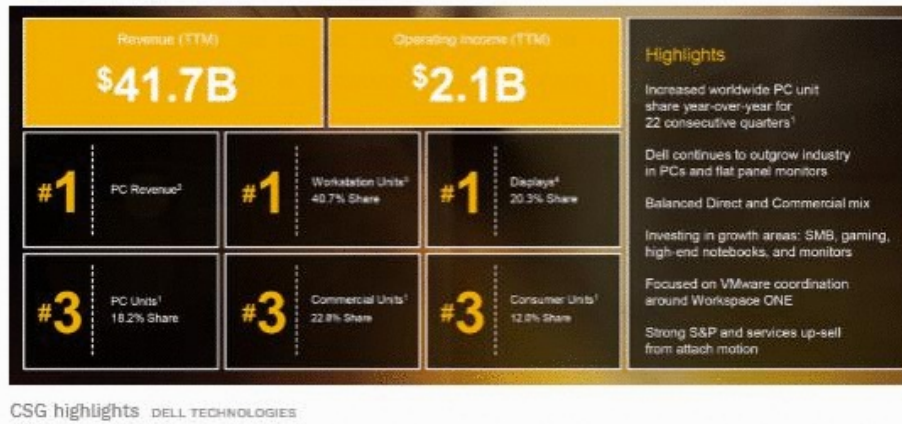 Revenue (TTM)
$41.7B
Operating Income (TTM)
$2.1B
#1
PC Revenue²
#1
Workstation Units³
40.7% Share
#1
Displays⁴
20.3% Share
#3
PC Units¹
18.2% Share
#3
Commercial Units¹
22.8% Share
#3
Consumer Units¹
12.0% Share
Highlights
Increased worldwide PC unit
share year-over-year for
22 consecutive quarters¹
Dell continues to outgrow industry
in PCs and flat panel monitors
Balanced Direct and Commercial mix
Investing in growth areas: SMB, gaming,
high-end notebooks, and monitors
Focused on VMware coordination
around Workspace ONE
Strong S&P and services up-sell
from attach motion
CSG highlights DELL TECHNOLOGIES